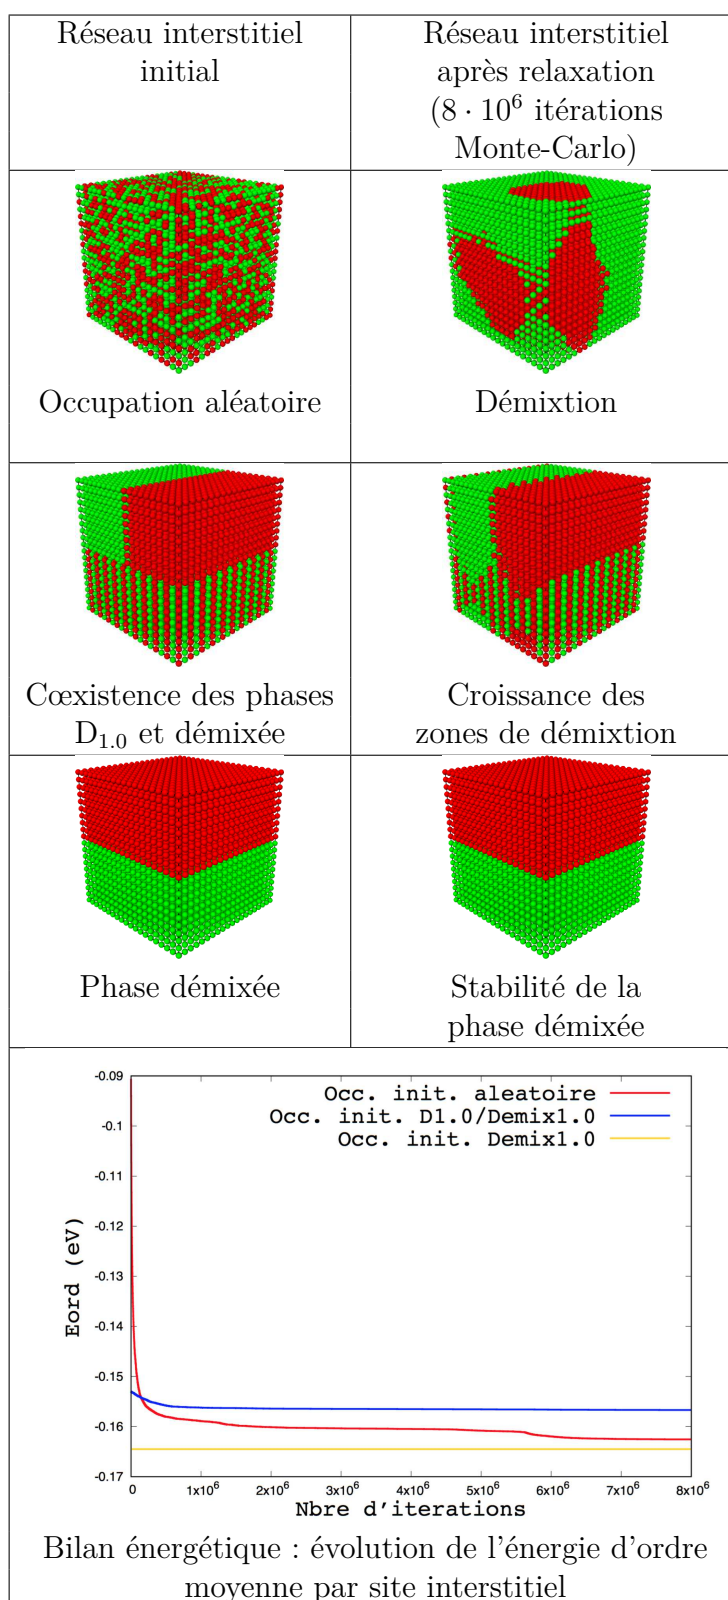 Réseau interstitiel
initial
Réseau interstitiel
après relaxation
(8 · 10⁶ itérations
Monte-Carlo)
Occupation aléatoire
Démixtion
Cœxistence des phases
D₁.₀ et démixée
Croissance des
zones de démixtion
Phase démixée
Stabilité de la
phase démixée
-0.09
-0.1
-0.11
-0.12
-0.13
-0.14
-0.15
-0.16
-0.17
Eord (eV)
Occ. init. aleatoire
Occ. init. D1.0/Demix1.0
Occ. init. Demix1.0
0 1x10⁶ 2x10⁶ 3x10⁶ 4x10⁶ 5x10⁶ 6x10⁶ 7x10⁶ 8x10⁶
Nbre d'iterations
Bilan énergétique : évolution de l'énergie d'ordre
moyenne par site interstitiel